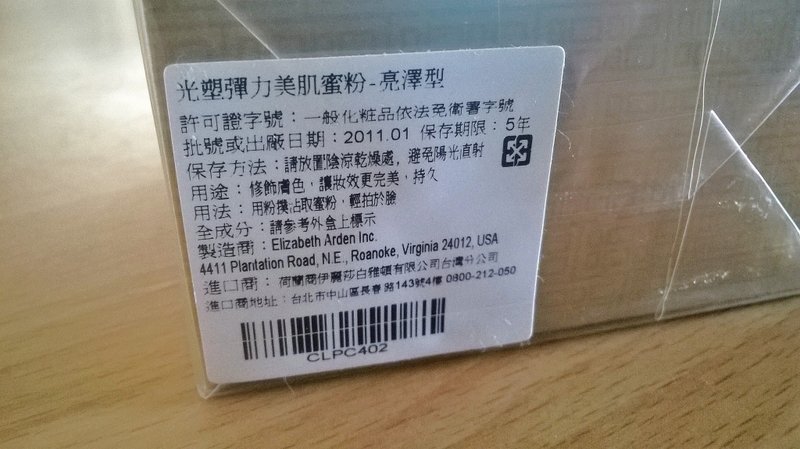 光塑彈力美肌蜜粉-亮澤型
許可證字號：一般化粧品依法免衛署字號
批號或出廠日期：2011.01 保存期限：5年
保存方法：請放置陰涼乾燥處, 避免陽光直射
用途：修飾膚色，讓妝效更完美，持久
用法：用粉撲沾取蜜粉，輕拍於臉
全成分：請參考外盒上標示
製造商：Elizabeth Arden Inc.
4411 Plantation Road, N.E., Roanoke, Virginia 24012, USA
進口商：荷蘭商伊麗莎白雅頓有限公司台灣分公司
進口商地址：台北市中山區長春路143號4樓 0800-212-050
CLPC402